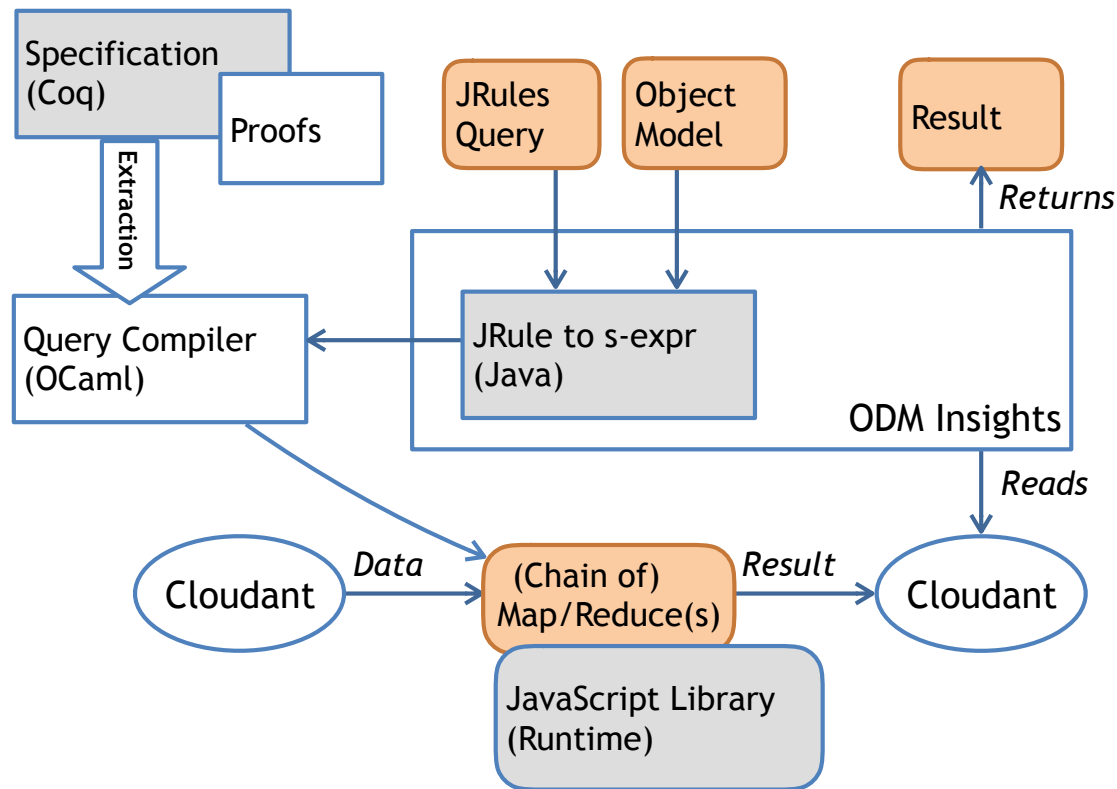 Specification
(Coq)
Proofs
Extraction
JRules
Query
Object
Model
Result
Returns
Query Compiler
(OCaml)
JRule to s-expr
(Java)
ODM Insights
Reads
Cloudant
Data
(Chain of)
Map/Reduce(s)
Result
Cloudant
JavaScript Library
(Runtime)